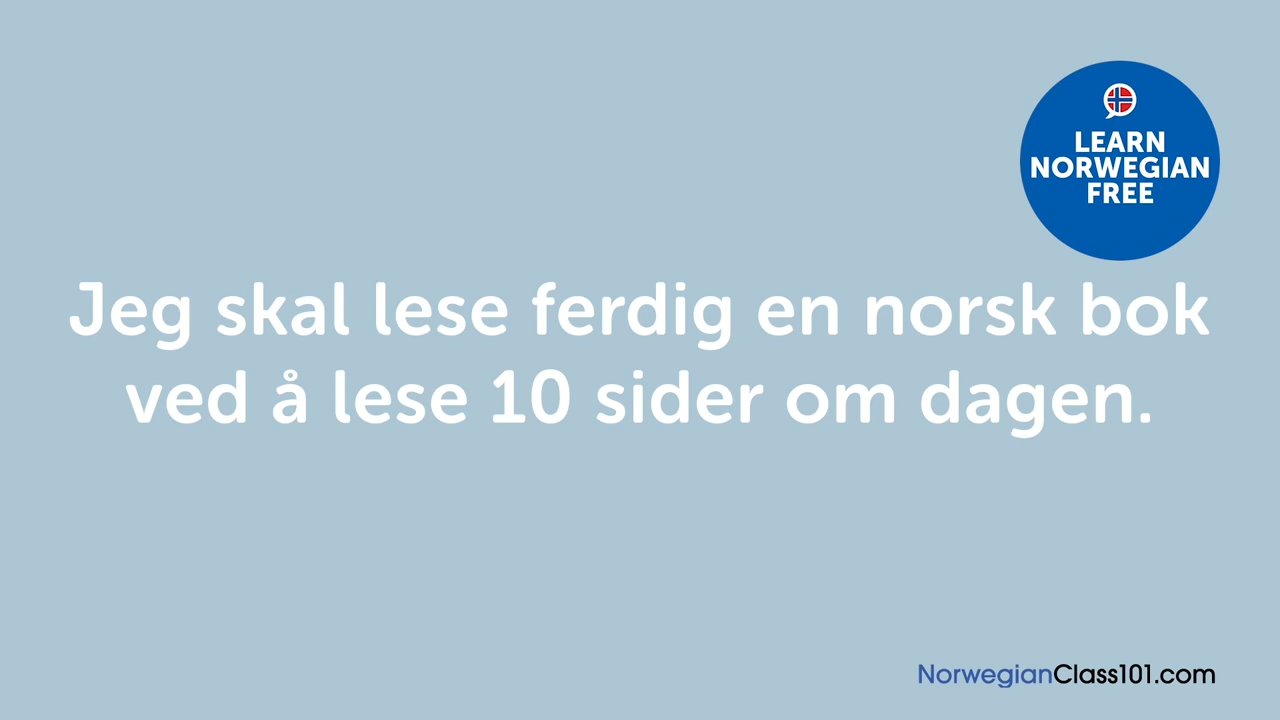 LEARN
NORWEGIAN
FREE
Jeg skal lese ferdig en norsk bok
ved å lese 10 sider om dagen.
NorwegianClass101.com